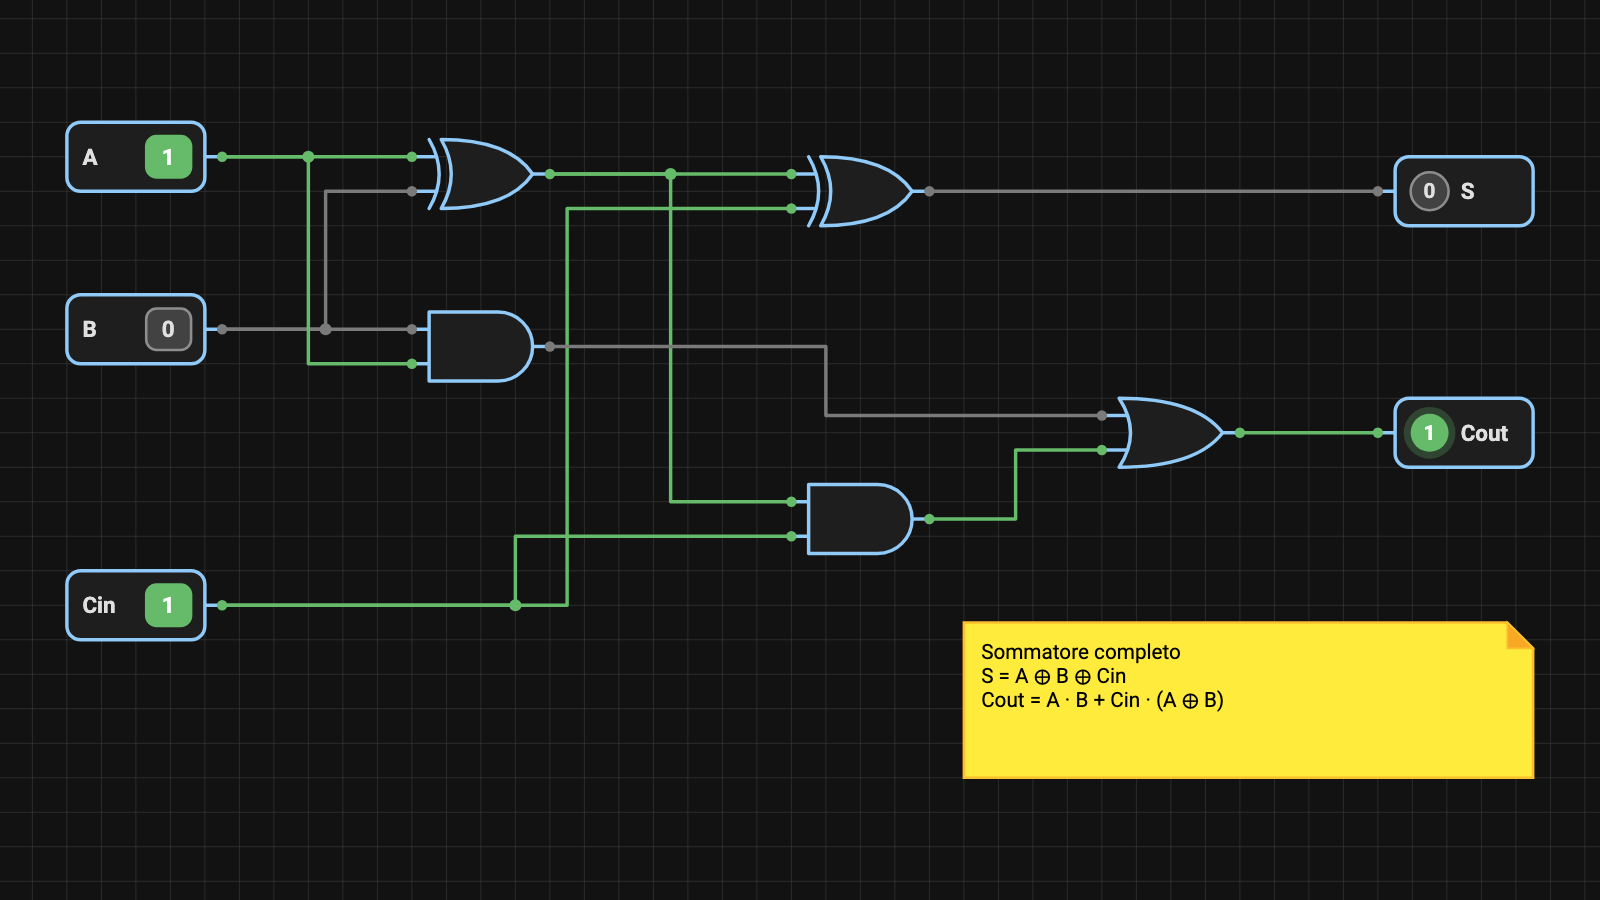 A 1
0 S
B 0
1 Cout
Cin 1
Sommatore completo
S = A ⊕ B ⊕ Cin
Cout = A · B + Cin · (A ⊕ B)